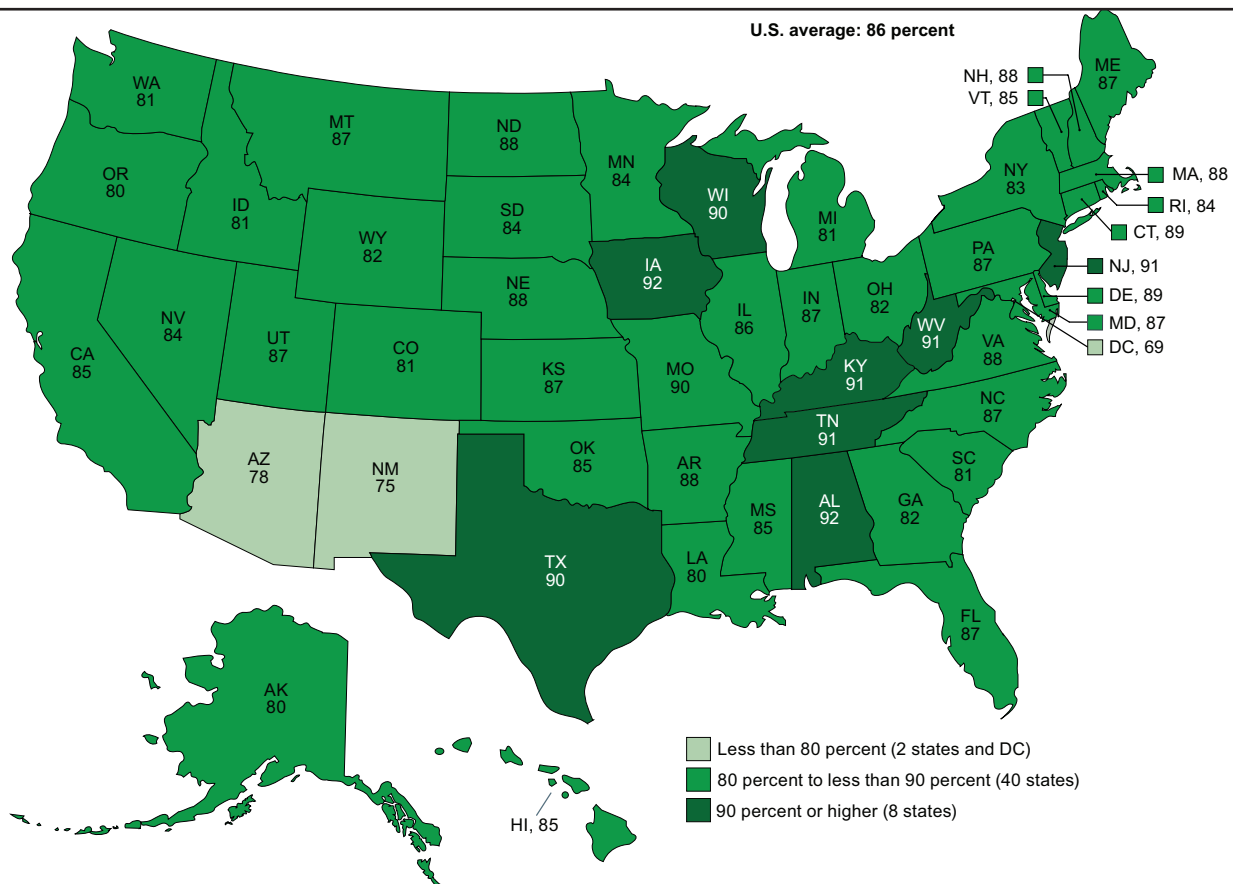 U.S. average: 86 percent
WA
81
OR
80
CA
85
NV
84
ID
81
MT
87
WY
82
UT
87
CO
81
AZ
78
NM
75
ND
88
SD
84
NE
88
KS
87
OK
85
TX
90
MN
84
IA
92
MO
90
AR
88
LA
80
WI
90
IL
86
MI
81
IN
87
OH
82
KY
91
TN
91
MS
85
AL
92
GA
82
FL
87
SC
81
NC
87
VA
88
WV
91
PA
87
NY
83
ME
87
NH, 88
VT, 85
MA, 88
RI, 84
CT, 89
NJ, 91
DE, 89
MD, 87
DC, 69
AK
80
HI, 85
Less than 80 percent (2 states and DC)
80 percent to less than 90 percent (40 states)
90 percent or higher (8 states)